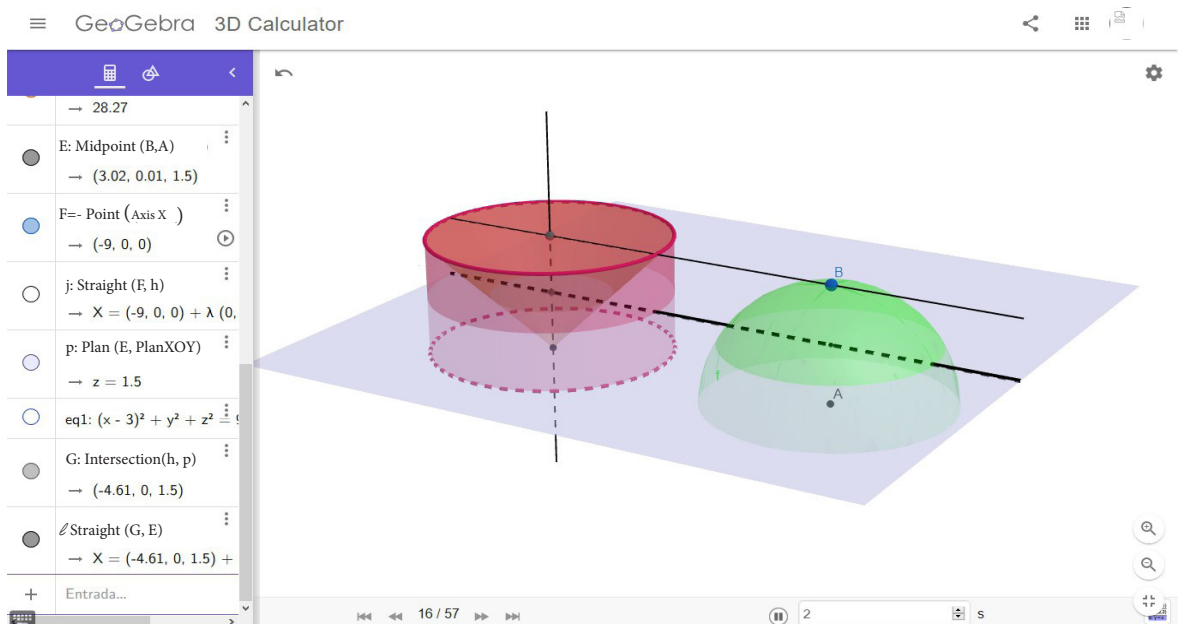 GeoGebra 3D Calculator
→ 28.27
E: Midpoint (B,A)
→ (3.02, 0.01, 1.5)
F=- Point (Axis X )
→ (-9, 0, 0)
j: Straight (F, h)
→ X = (-9, 0, 0) + λ (0,
p: Plan (E, PlanXOY)
→ z = 1.5
eq1: (x - 3)² + y² + z² = 9
G: Intersection(h, p)
→ (-4.61, 0, 1.5)
ℓ Straight (G, E)
→ X = (-4.61, 0, 1.5) +
+ Entrada...
B
f
A
16 / 57
2 s